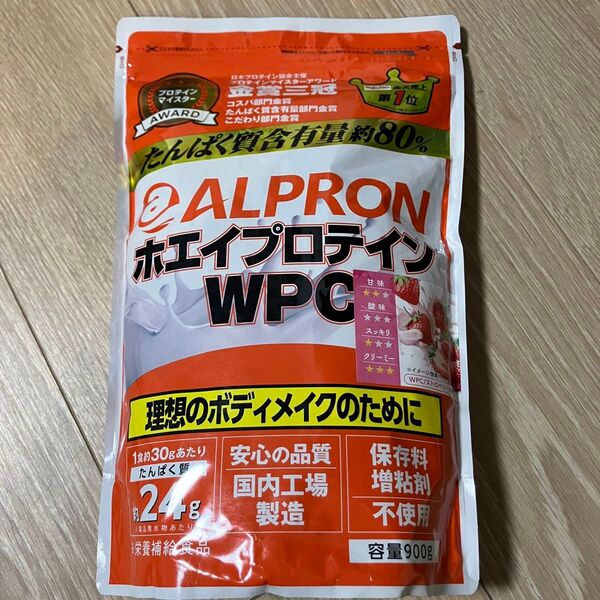 プロテイン
マイスター
AWARD
日本プロテイン協会主催
プロテインマイスターアワード
金賞三冠
コスパ部門金賞
たんぱく質含有量部門金賞
こだわり部門金賞
第1位
たんぱく質含有量約80%
a ALPRON
ホエイプロテイン
WPC
甘味
★★★
酸味
★★★
スッキリ
★★★
クリーミー
★★★
理想のボディメイクのために
1食約30gあたり
たんぱく質
約24g
安心の品質
国内工場
製造
保存料
増粘剤
不使用
栄養補給食品
容量900g